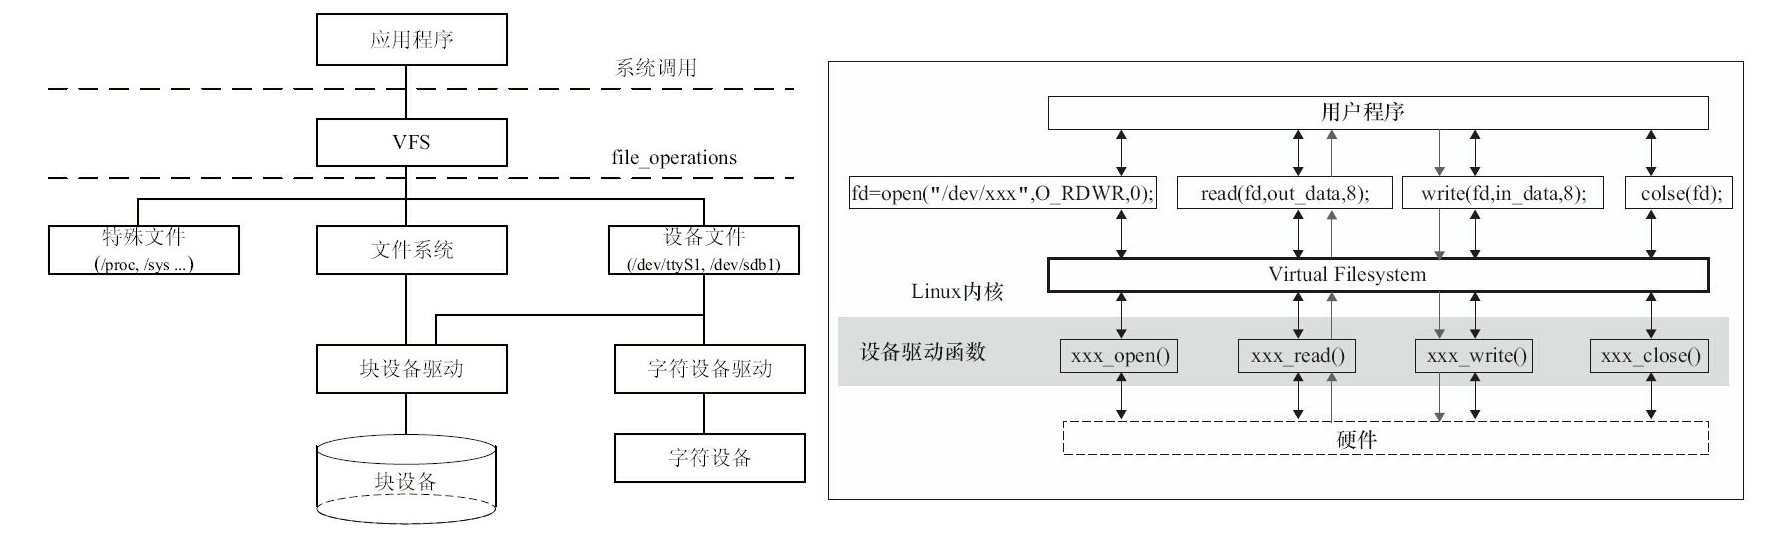 应用程序
系统调用
VFS
file_operations
特殊文件
(/proc, /sys ...)
文件系统
设备文件
(/dev/ttyS1, /dev/sdb1)
块设备驱动
字符设备驱动
块设备
字符设备
用户程序
fd=open("/dev/xxx",O_RDWR,0);
read(fd,out_data,8);
write(fd,in_data,8);
colse(fd);
Virtual Filesystem
Linux内核
设备驱动函数
xxx_open()
xxx_read()
xxx_write()
xxx_close()
硬件